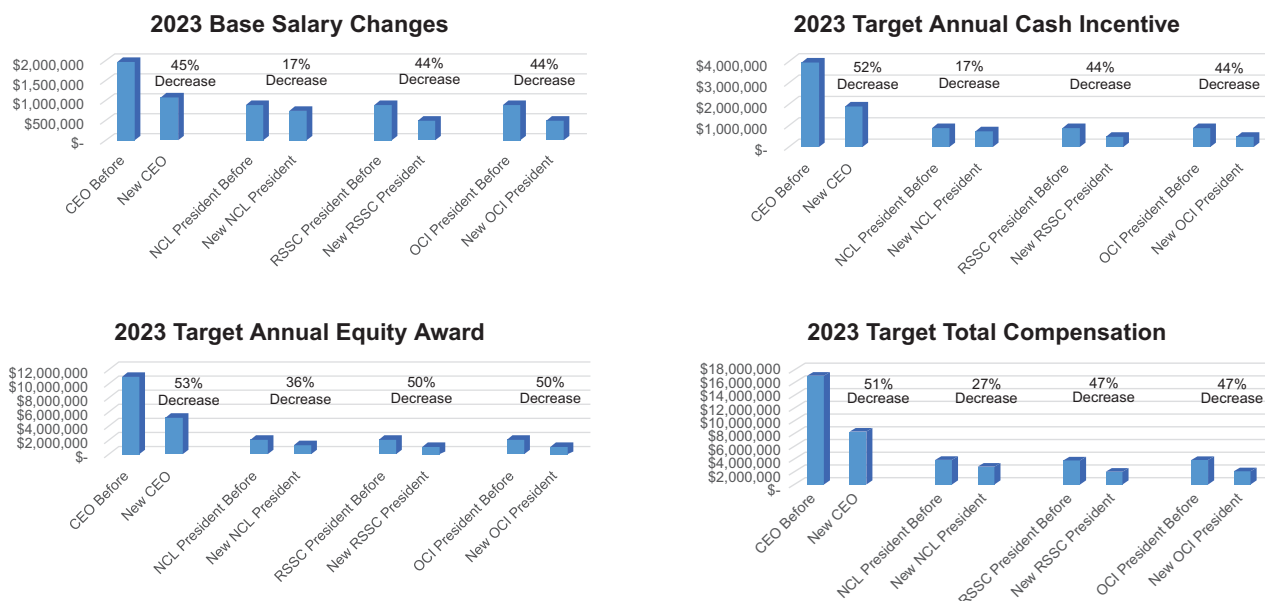 2023 Base Salary Changes
$2,000,000
$1,500,000
$1,000,000
$500,000
$-
45%
Decrease
17%
Decrease
44%
Decrease
44%
Decrease
CEO Before
New CEO
NCL President Before
New NCL President
RSSC President Before
New RSSC President
OCI President Before
New OCI President
2023 Target Annual Cash Incentive
$4,000,000
$3,000,000
$2,000,000
$1,000,000
$-
52%
Decrease
17%
Decrease
44%
Decrease
44%
Decrease
CEO Before
New CEO
NCL President Before
New NCL President
RSSC President Before
New RSSC President
OCI President Before
New OCI President
2023 Target Annual Equity Award
$12,000,000
$10,000,000
$8,000,000
$6,000,000
$4,000,000
$2,000,000
$-
53%
Decrease
36%
Decrease
50%
Decrease
50%
Decrease
CEO Before
New CEO
NCL President Before
New NCL President
RSSC President Before
New RSSC President
OCI President Before
New OCI President
2023 Target Total Compensation
$18,000,000
$16,000,000
$14,000,000
$12,000,000
$10,000,000
$8,000,000
$6,000,000
$4,000,000
$2,000,000
$-
51%
Decrease
27%
Decrease
47%
Decrease
47%
Decrease
CEO Before
New CEO
NCL President Before
New NCL President
RSSC President Before
New RSSC President
OCI President Before
New OCI President